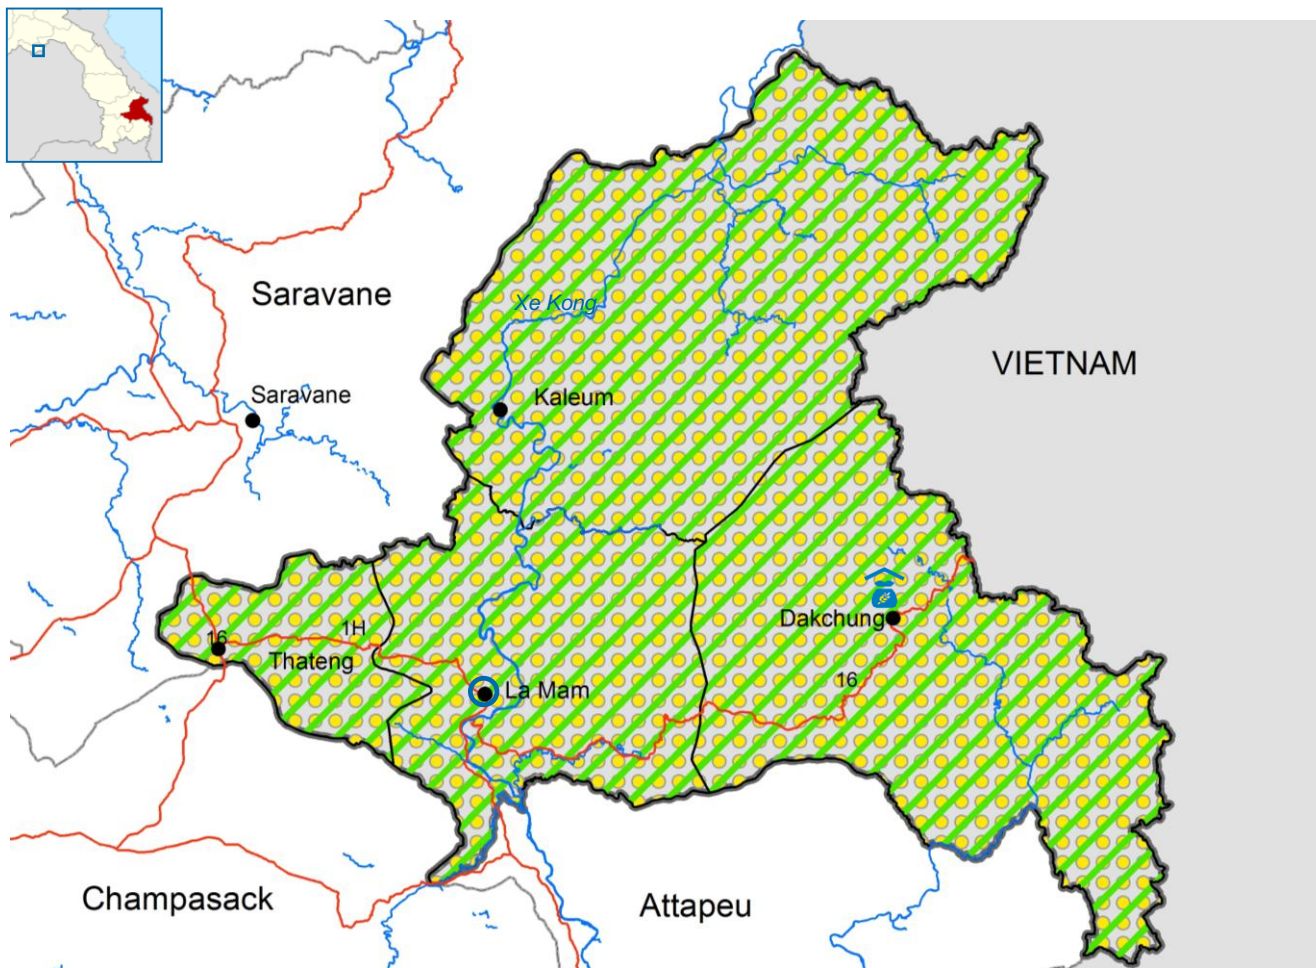 Saravane
Xe Kong
VIETNAM
Saravane
Kaleum
Dakchung
16
1H
Thateng
La Mam
16
Champasack
Attapeu